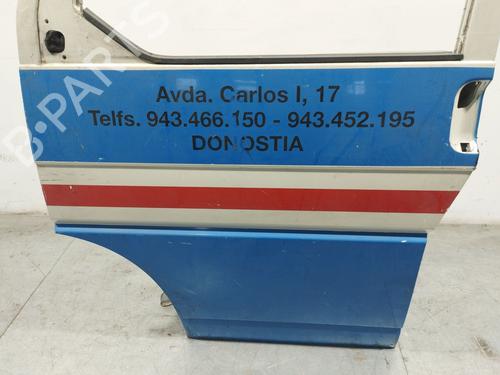 B-PARTS
Avda. Carlos I, 17
Telfs. 943.466.150 - 943.452.195
DONOSTIA